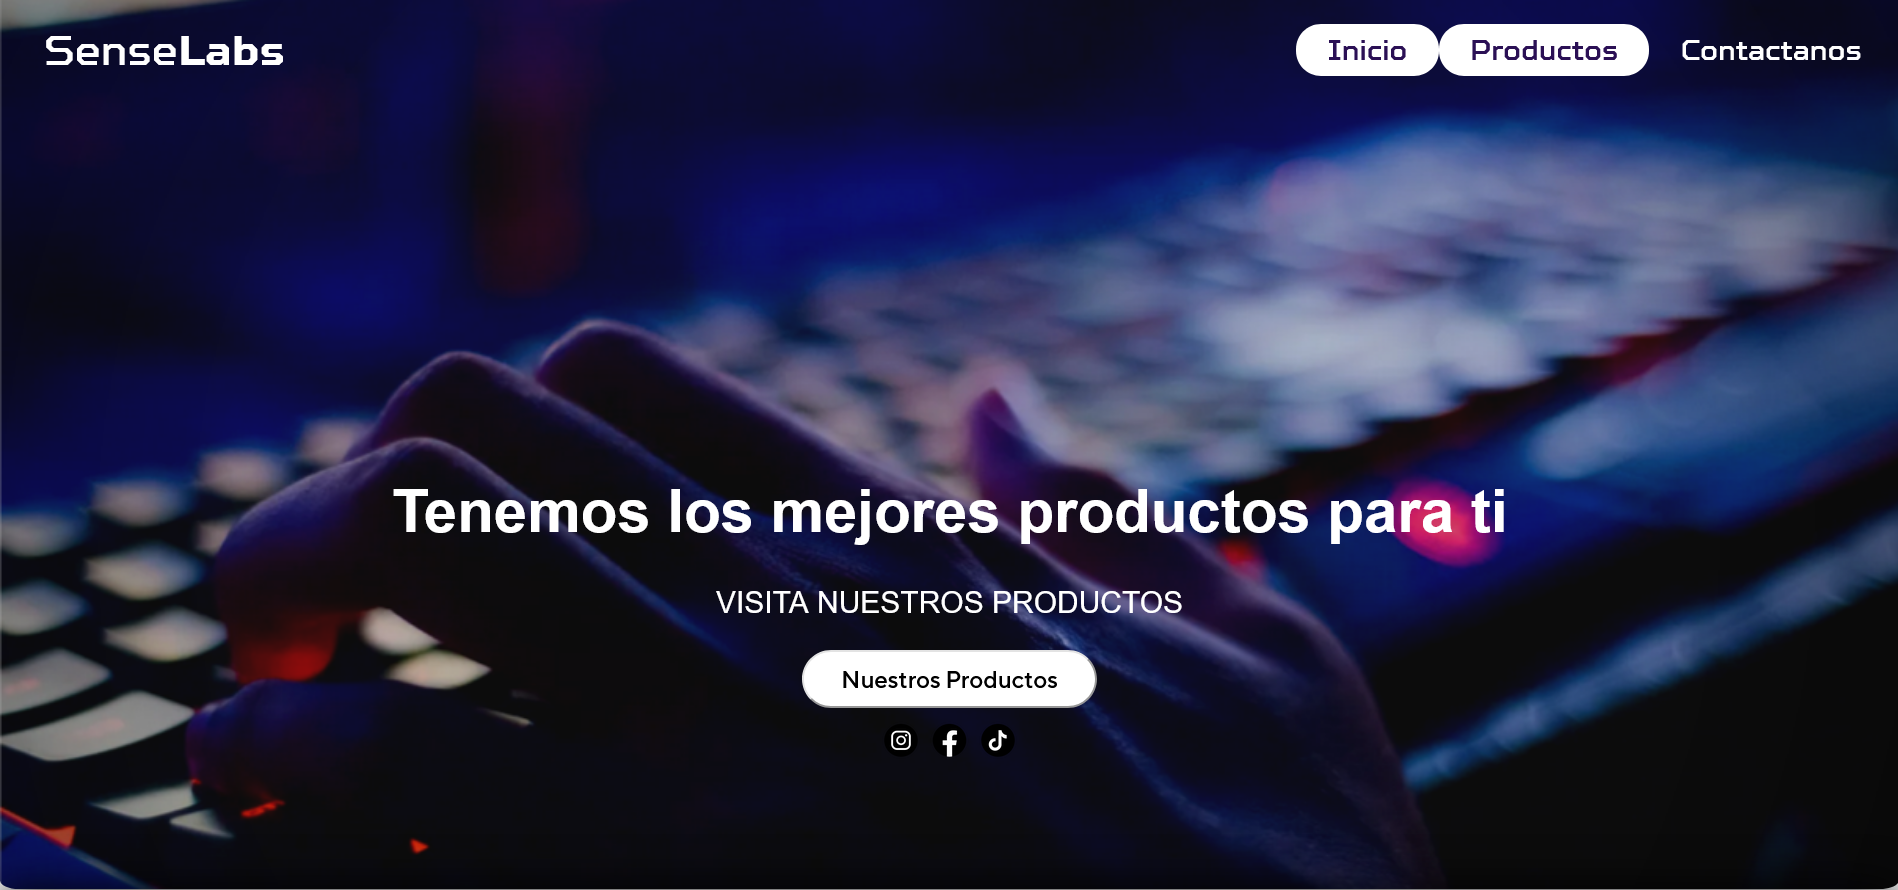 SenseLabs
Inicio Productos Contactanos
Tenemos los mejores productos para ti
VISITA NUESTROS PRODUCTOS
Nuestros Productos